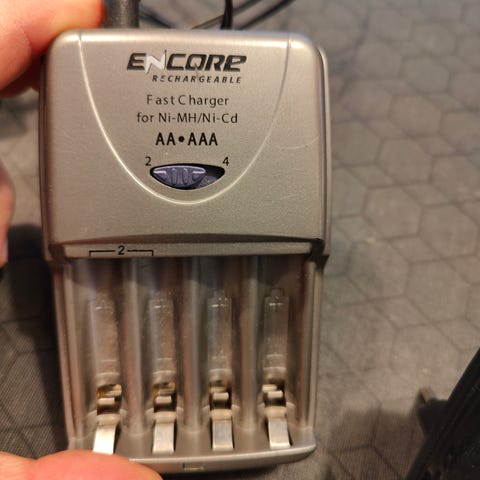 ENCORE
RECHARGEABLE
Fast Charger
for Ni-MH/Ni-Cd
AA•AAA
2 4
2